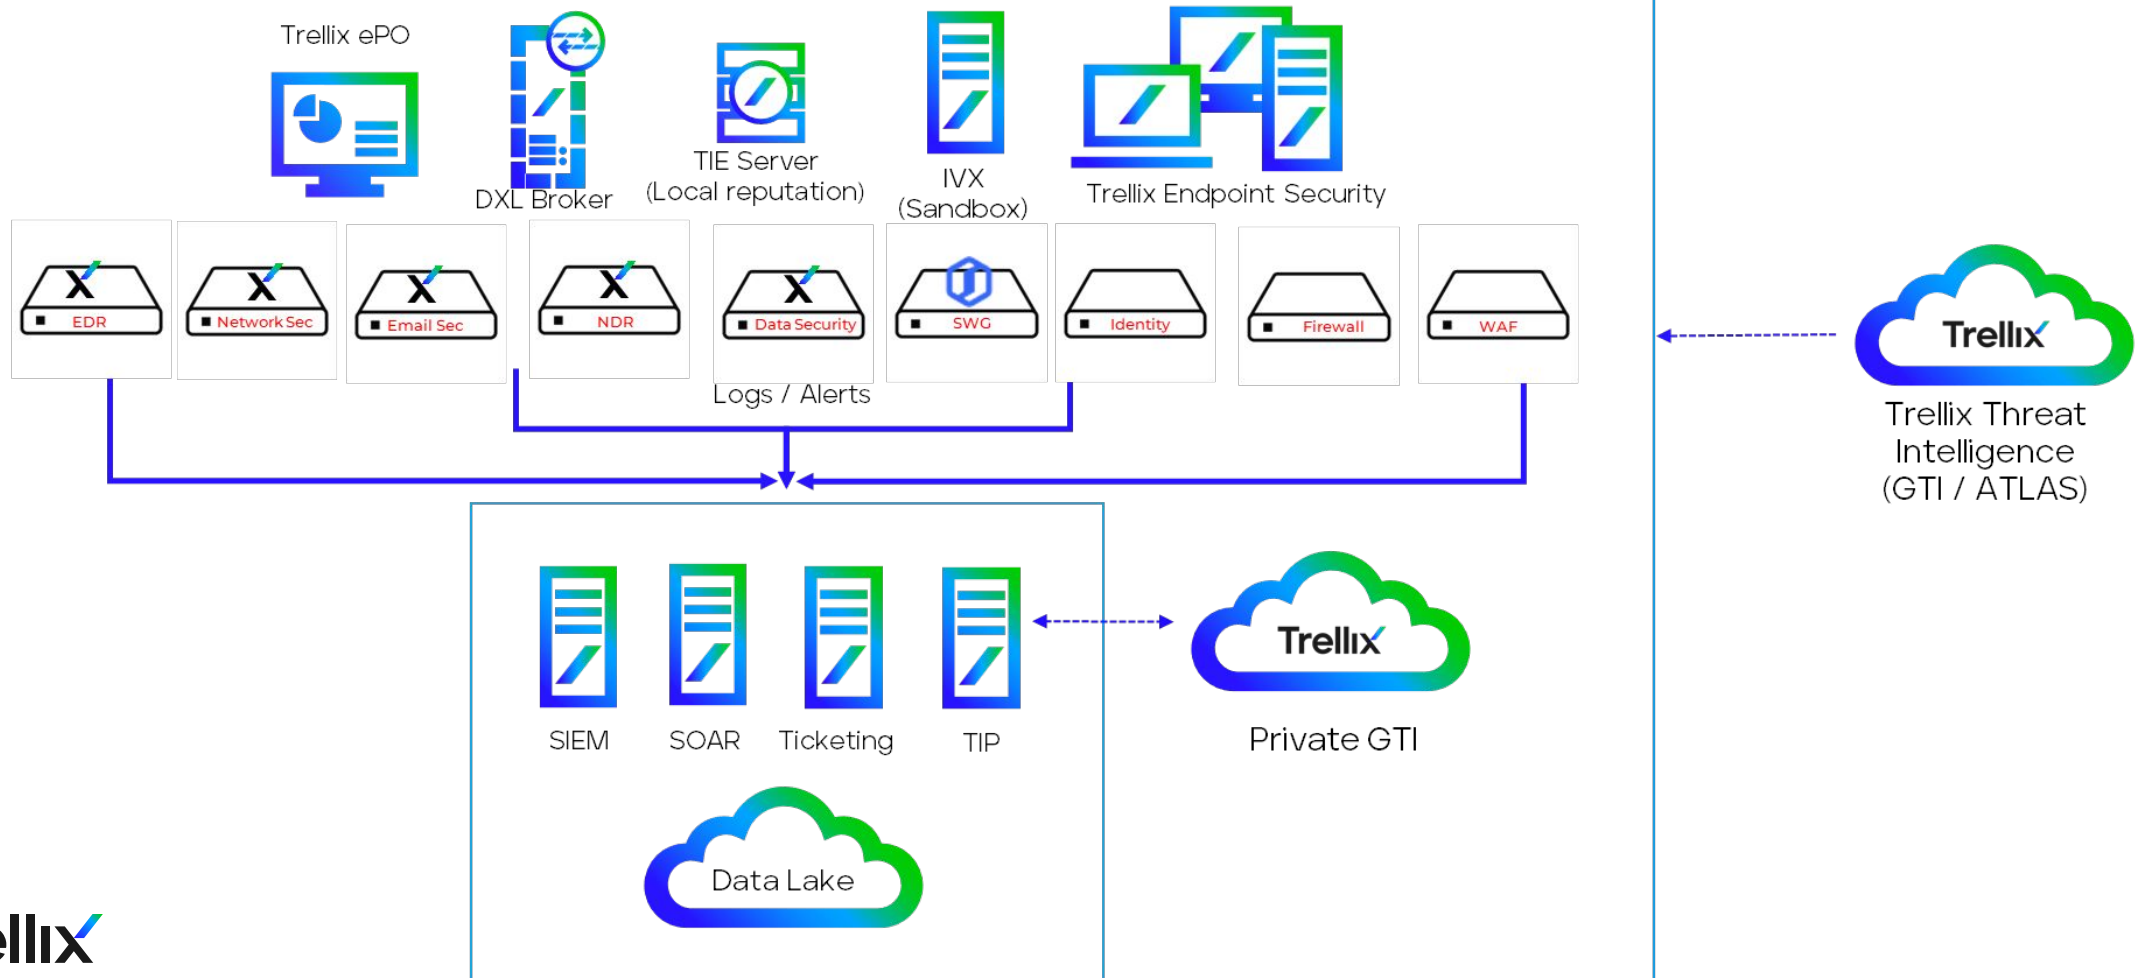 Trellix ePO
DXL Broker
TIE Server
(Local reputation)
IVX
(Sandbox)
Trellix Endpoint Security
EDR
Network Sec
Email Sec
NDR
Data Security
SWG
Identity
Firewall
WAF
Logs / Alerts
Trellix
Trellix Threat
Intelligence
(GTI / ATLAS)
SIEM
SOAR
Ticketing
TIP
Trellix
Private GTI
Data Lake
ellix